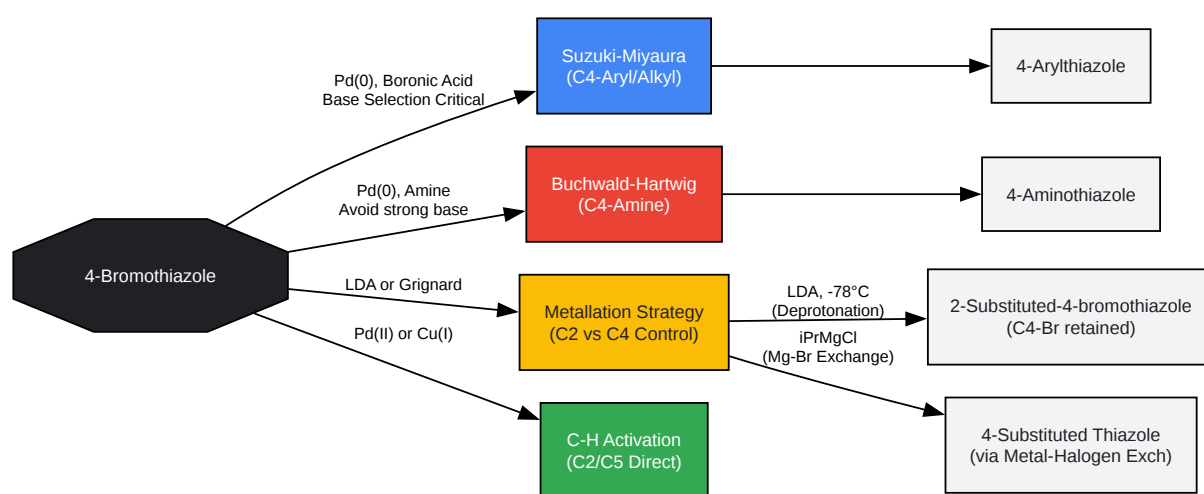 Suzuki-Miyaura
(C4-Aryl/Alkyl)
4-Arylthiazole
Pd(0), Boronic Acid
Base Selection Critical
Buchwald-Hartwig
(C4-Amine)
4-Aminothiazole
Pd(0), Amine
Avoid strong base
4-Bromothiazole
LDA or Grignard
Metallation Strategy
(C2 vs C4 Control)
LDA, -78°C
(Deprotonation)
2-Substituted-4-bromothiazole
(C4-Br retained)
iPrMgCl
(Mg-Br Exchange)
Pd(II) or Cu(I)
C-H Activation
(C2/C5 Direct)
4-Substituted Thiazole
(via Metal-Halogen Exch)